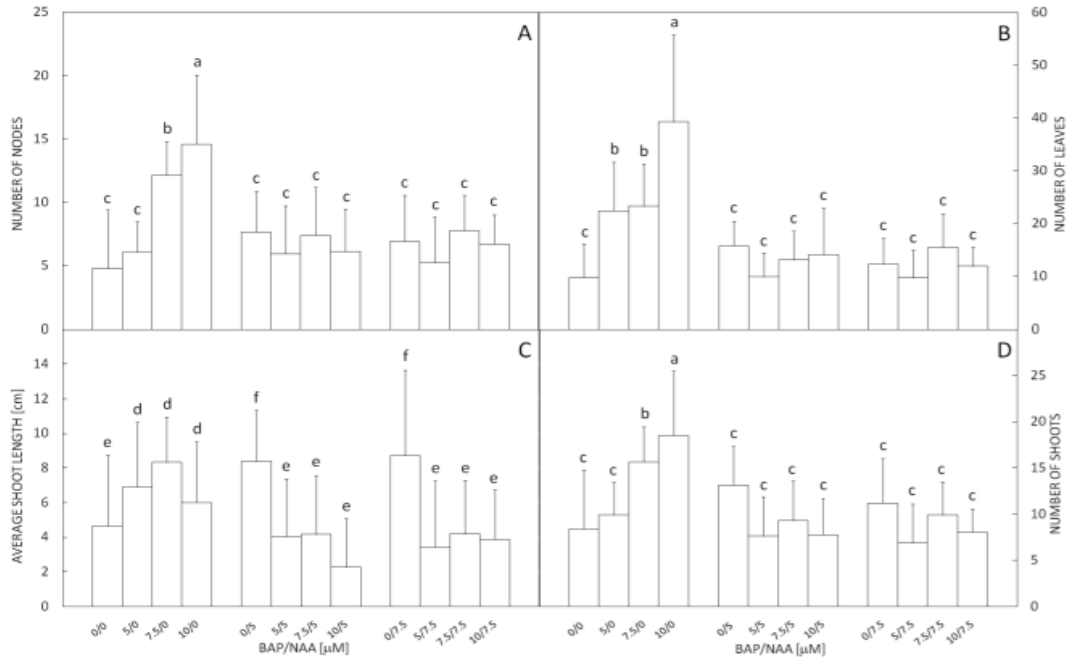 25
20
15
10
5
0
NUMBER OF NODES
A
c
c
b
a
c
c
c
c
c
c
c
c
B
c
b
b
a
c
c
c
c
c
c
c
c
60
50
40
30
20
10
0
NUMBER OF LEAVES
14
12
10
8
6
4
2
0
AVERAGE SHOOT LENGTH [cm]
C
e
d
d
d
f
e
e
e
f
e
e
e
0/0
5/0
7.5/0
10/0
0/5
5/5
7.5/5
10/5
0/7.5
5/7.5
7.5/7.5
10/7.5
BAP/NAA [µM]
D
c
c
b
a
c
c
c
c
c
c
c
c
25
20
15
10
5
0
NUMBER OF SHOOTS
0/0
5/0
7.5/0
10/0
0/5
5/5
7.5/5
10/5
0/7.5
5/7.5
7.5/7.5
10/7.5
BAP/NAA [µM]